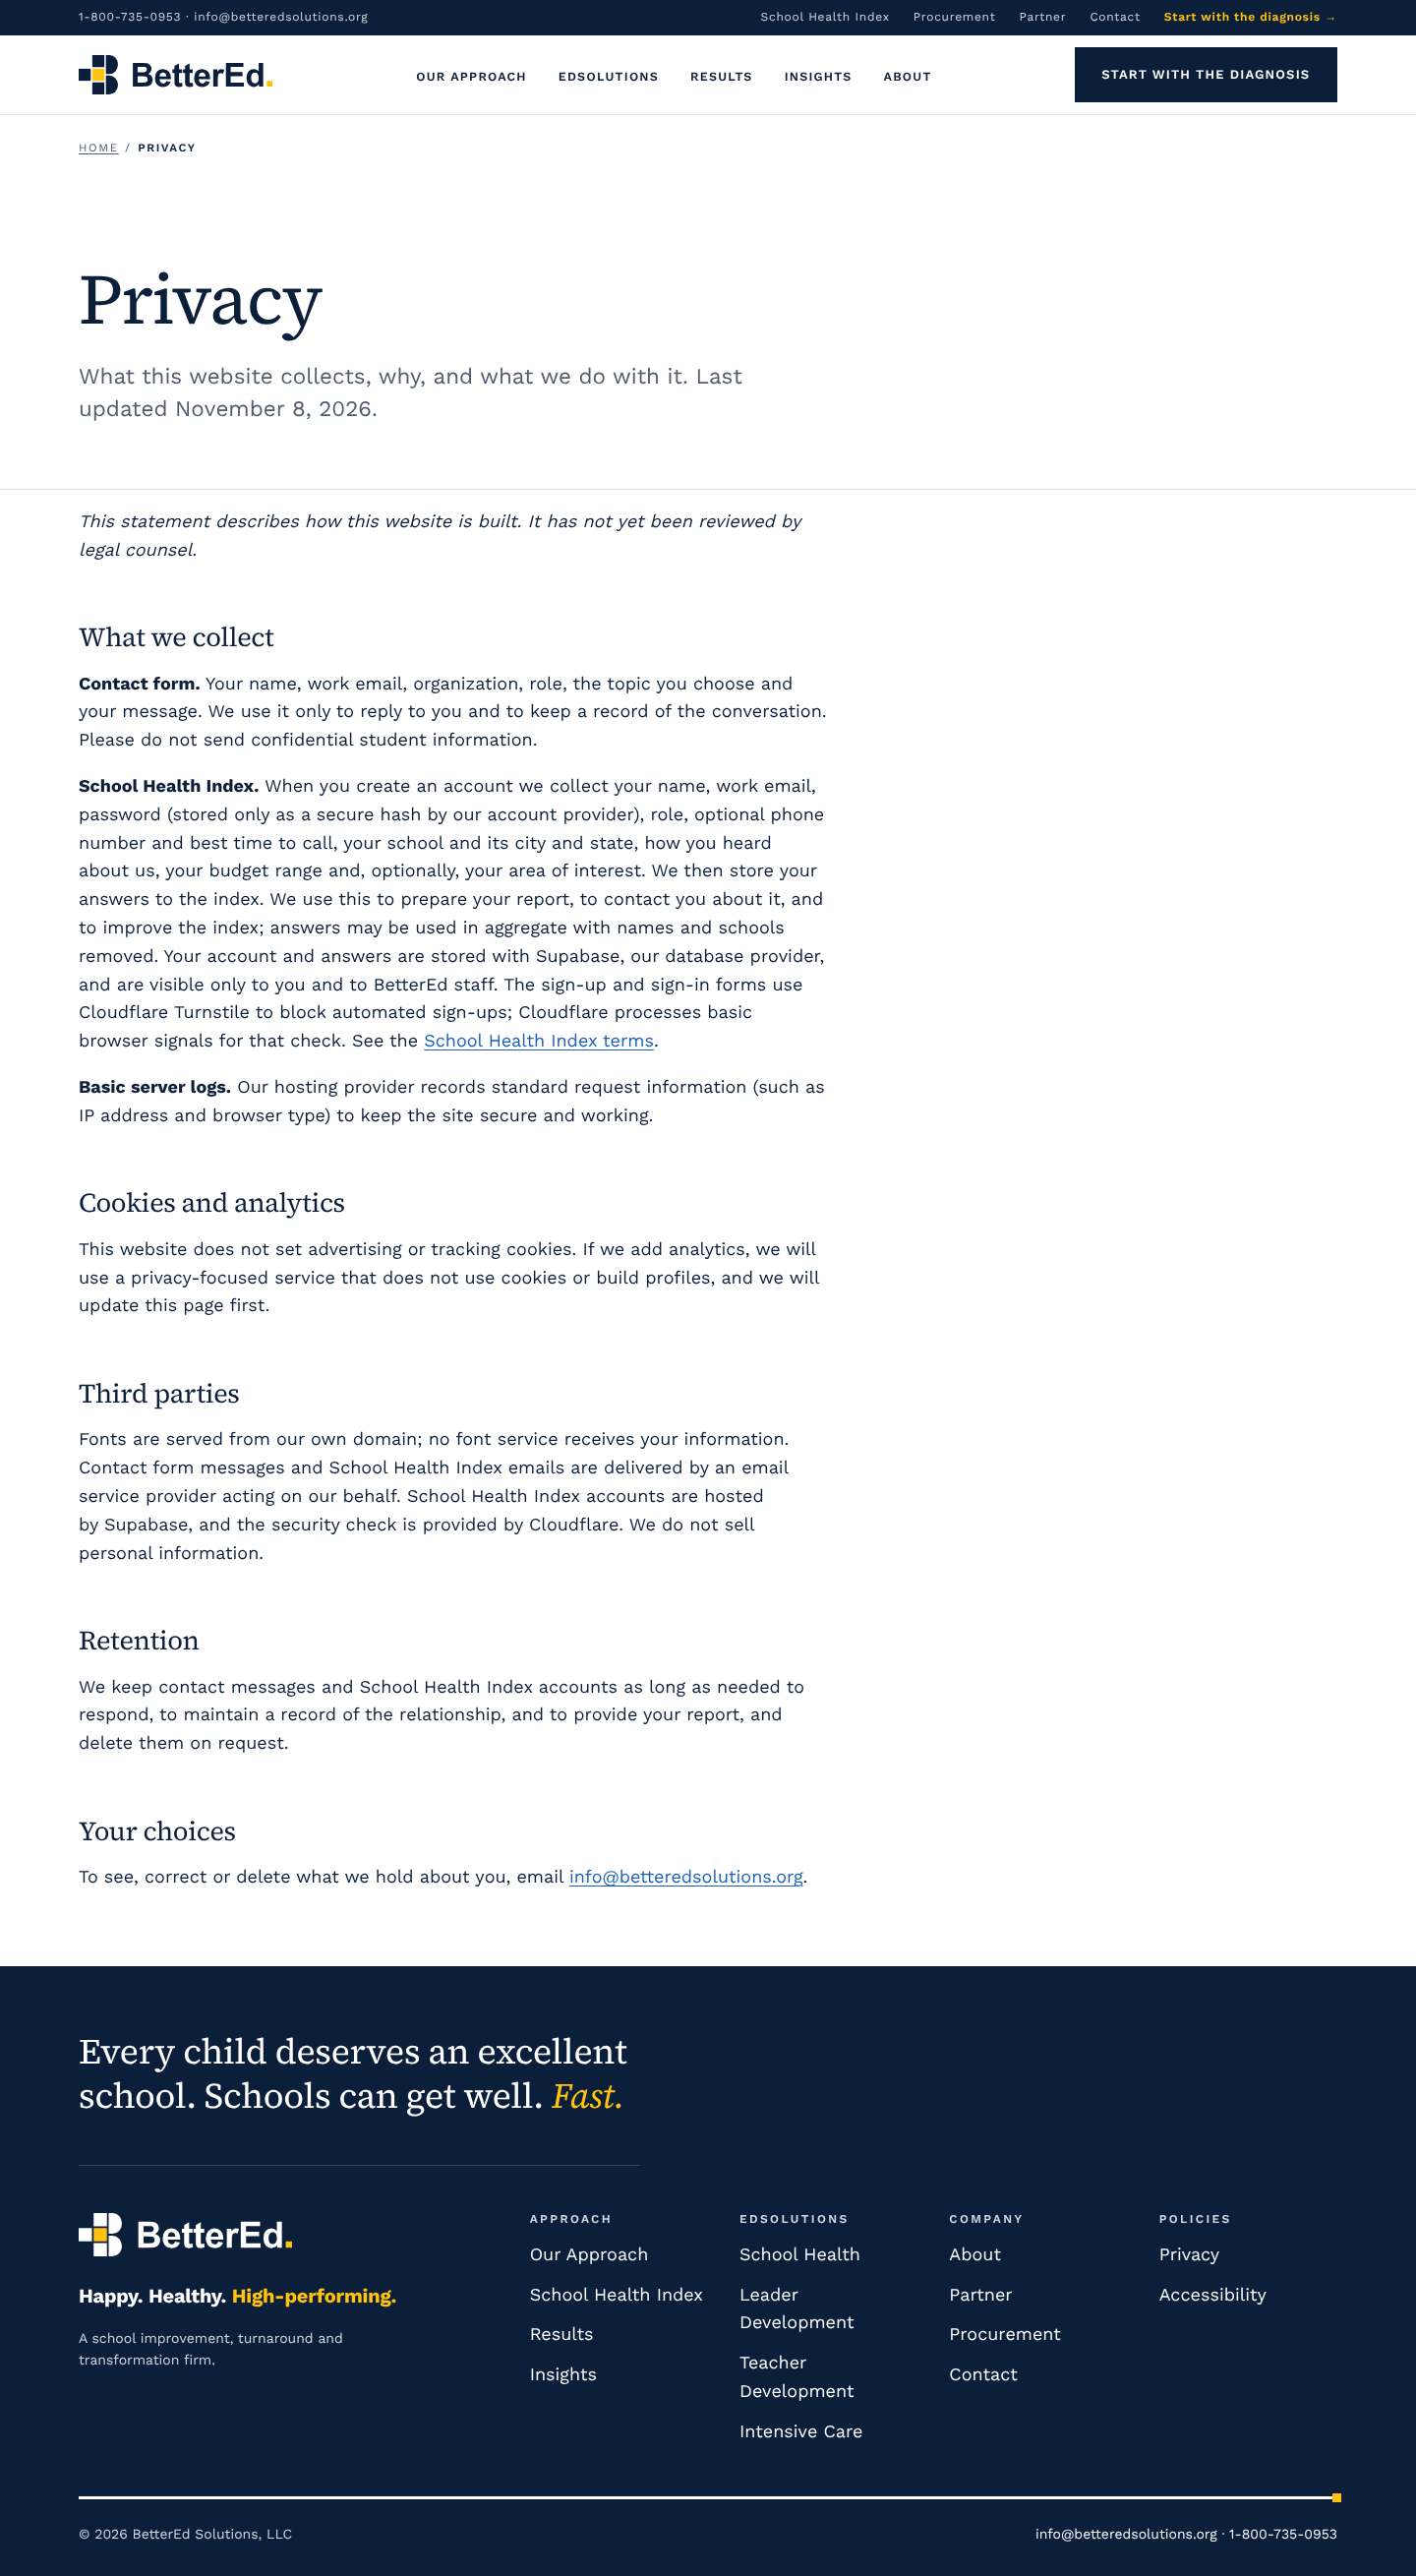 1-800-735-0953 · info@betteredsolutions.org
School Health Index Procurement Partner Contact Start with the diagnosis →
BetterEd.
OUR APPROACH EDSOLUTIONS RESULTS INSIGHTS ABOUT
START WITH THE DIAGNOSIS
HOME / PRIVACY
Privacy
What this website collects, why, and what we do with it. Last
updated November 8, 2026.
This statement describes how this website is built. It has not yet been reviewed by
legal counsel.
What we collect
Contact form. Your name, work email, organization, role, the topic you choose and
your message. We use it only to reply to you and to keep a record of the conversation.
Please do not send confidential student information.
School Health Index. When you create an account we collect your name, work email,
password (stored only as a secure hash by our account provider), role, optional phone
number and best time to call, your school and its city and state, how you heard
about us, your budget range and, optionally, your area of interest. We then store your
answers to the index. We use this to prepare your report, to contact you about it, and
to improve the index; answers may be used in aggregate with names and schools
removed. Your account and answers are stored with Supabase, our database provider,
and are visible only to you and to BetterEd staff. The sign-up and sign-in forms use
Cloudflare Turnstile to block automated sign-ups; Cloudflare processes basic
browser signals for that check. See the School Health Index terms.
Basic server logs. Our hosting provider records standard request information (such as
IP address and browser type) to keep the site secure and working.
Cookies and analytics
This website does not set advertising or tracking cookies. If we add analytics, we will
use a privacy-focused service that does not use cookies or build profiles, and we will
update this page first.
Third parties
Fonts are served from our own domain; no font service receives your information.
Contact form messages and School Health Index emails are delivered by an email
service provider acting on our behalf. School Health Index accounts are hosted
by Supabase, and the security check is provided by Cloudflare. We do not sell
personal information.
Retention
We keep contact messages and School Health Index accounts as long as needed to
respond, to maintain a record of the relationship, and to provide your report, and
delete them on request.
Your choices
To see, correct or delete what we hold about you, email info@betteredsolutions.org.
Every child deserves an excellent
school. Schools can get well. Fast.
BetterEd.
Happy. Healthy. High-performing.
A school improvement, turnaround and
transformation firm.
APPROACH
Our Approach
School Health Index
Results
Insights
EDSOLUTIONS
School Health
Leader
Development
Teacher
Development
Intensive Care
COMPANY
About
Partner
Procurement
Contact
POLICIES
Privacy
Accessibility
© 2026 BetterEd Solutions, LLC
info@betteredsolutions.org · 1-800-735-0953